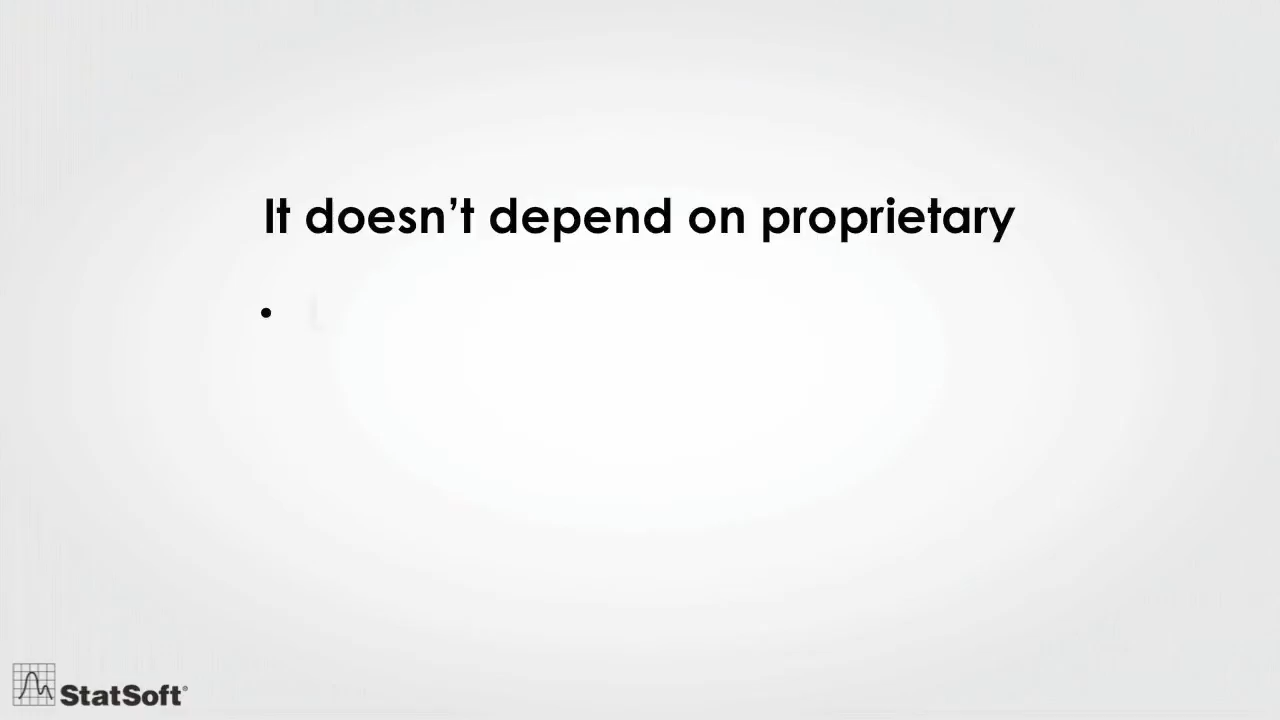 It doesn’t depend on proprietary
•
StatSoft®